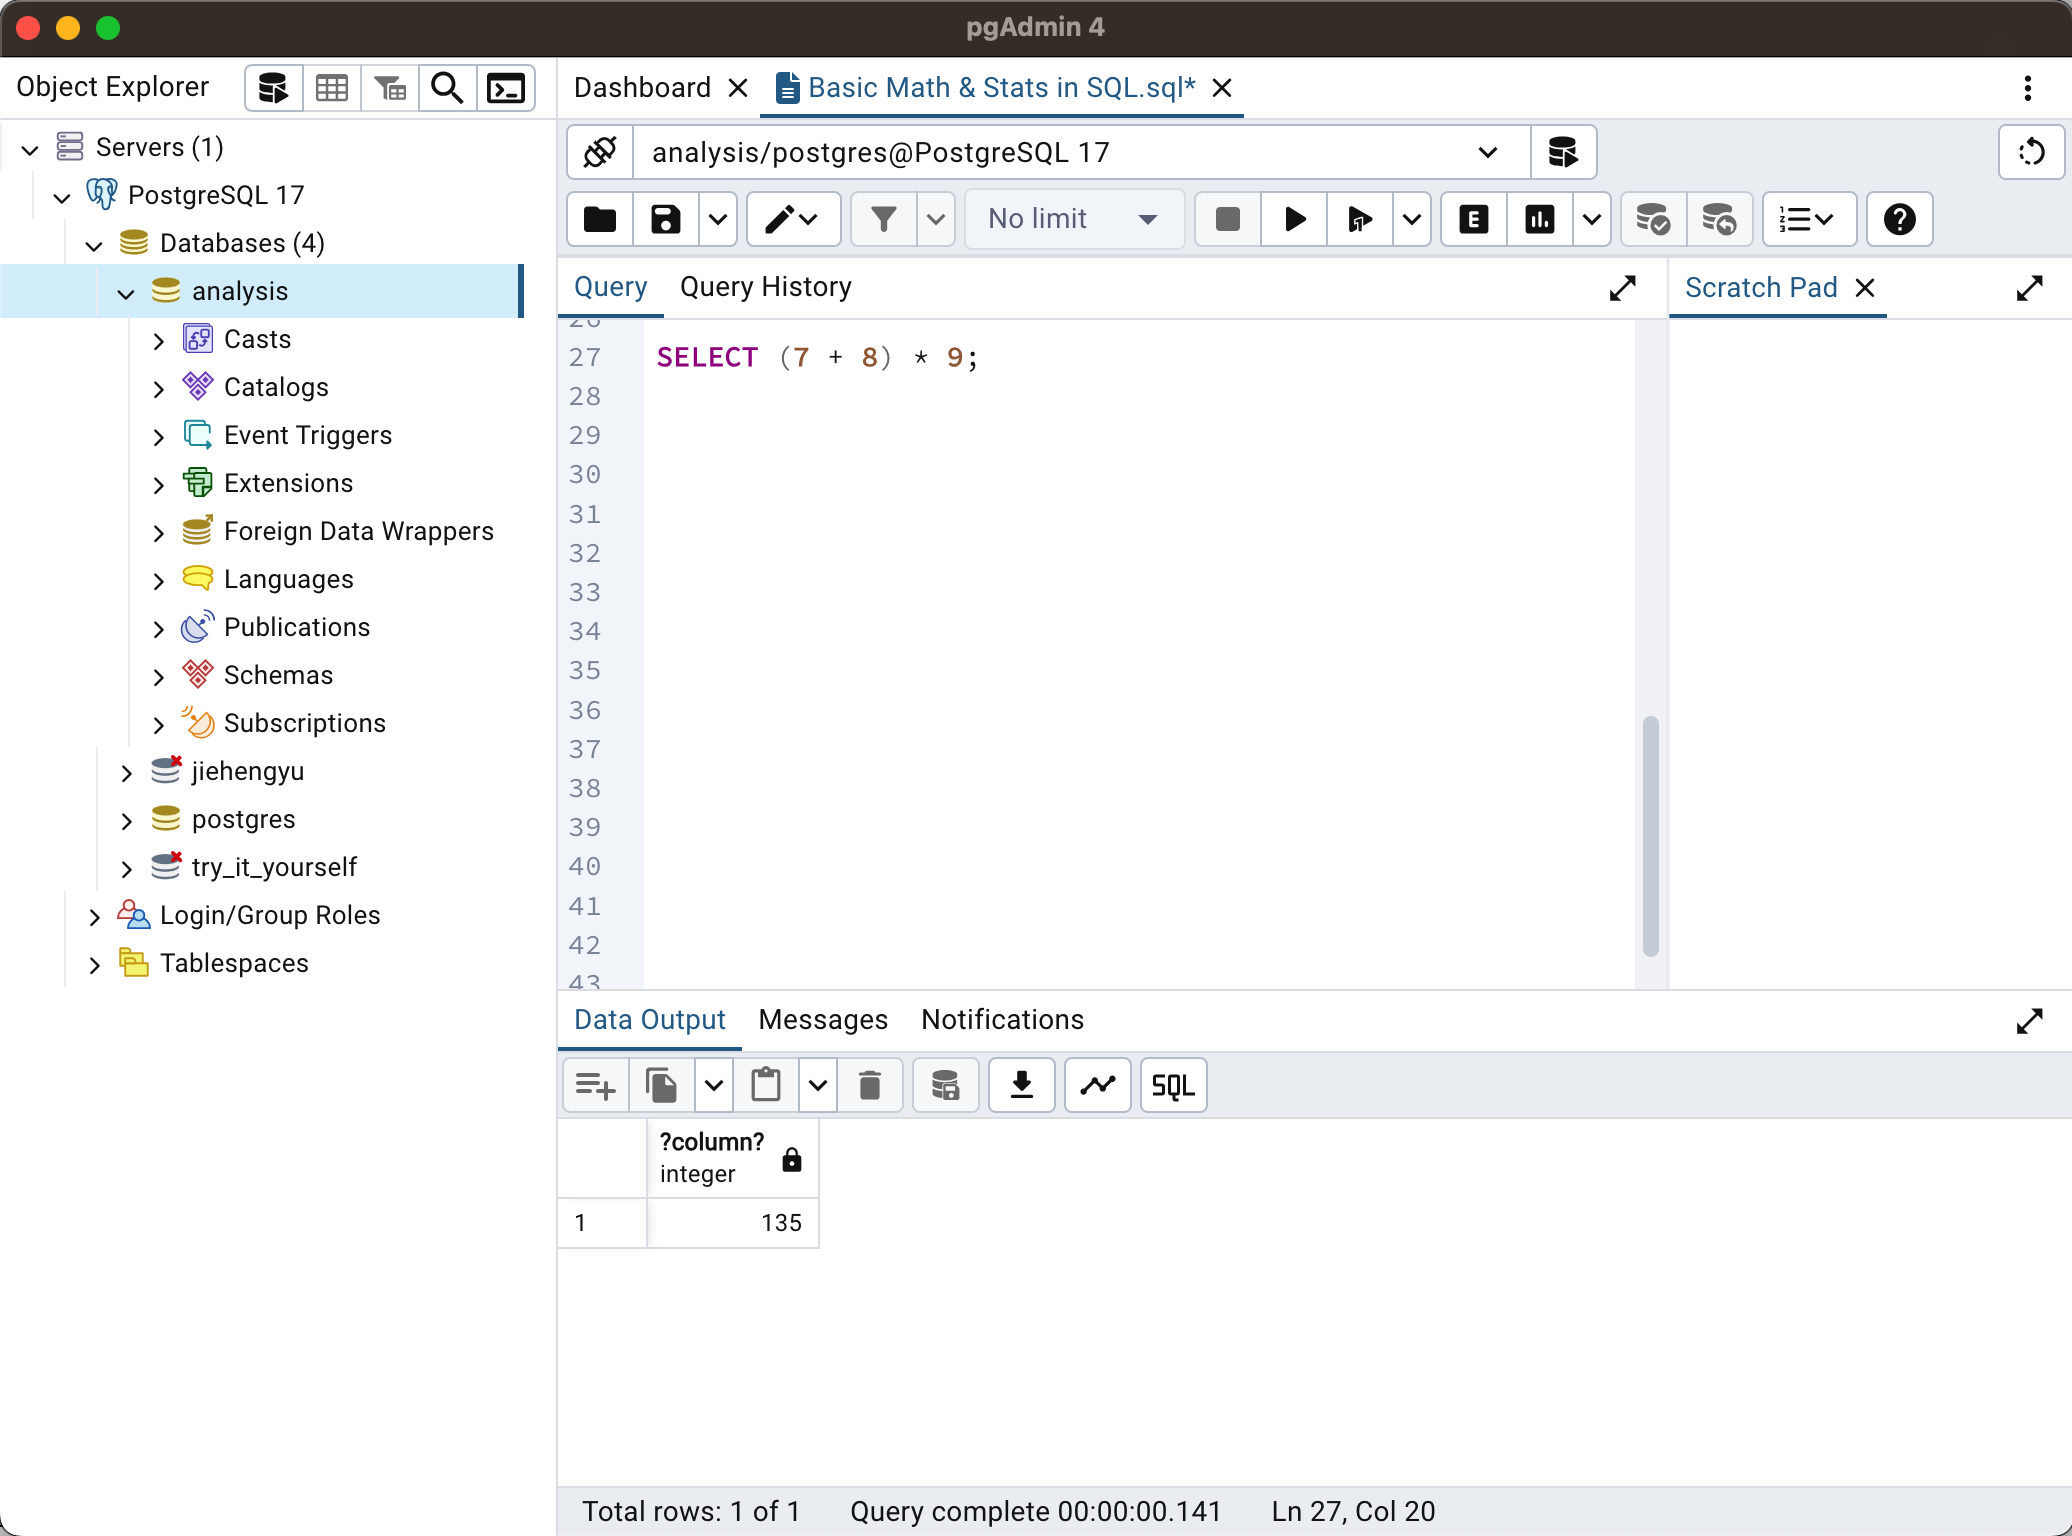 pgAdmin 4
Object Explorer
Servers (1)
PostgreSQL 17
Databases (4)
analysis
Casts
Catalogs
Event Triggers
Extensions
Foreign Data Wrappers
Languages
Publications
Schemas
Subscriptions
jiehengyu
postgres
try_it_yourself
Login/Group Roles
Tablespaces
Dashboard
Basic Math & Stats in SQL.sql*
analysis/postgres@PostgreSQL 17
No limit
E
Query Query History
Scratch Pad
26
27 SELECT (7 + 8) * 9;
28
29
30
31
32
33
34
35
36
37
38
39
40
41
42
43
Data Output Messages Notifications
SQL
?column?
integer
1 135
Total rows: 1 of 1 Query complete 00:00:00.141 Ln 27, Col 20